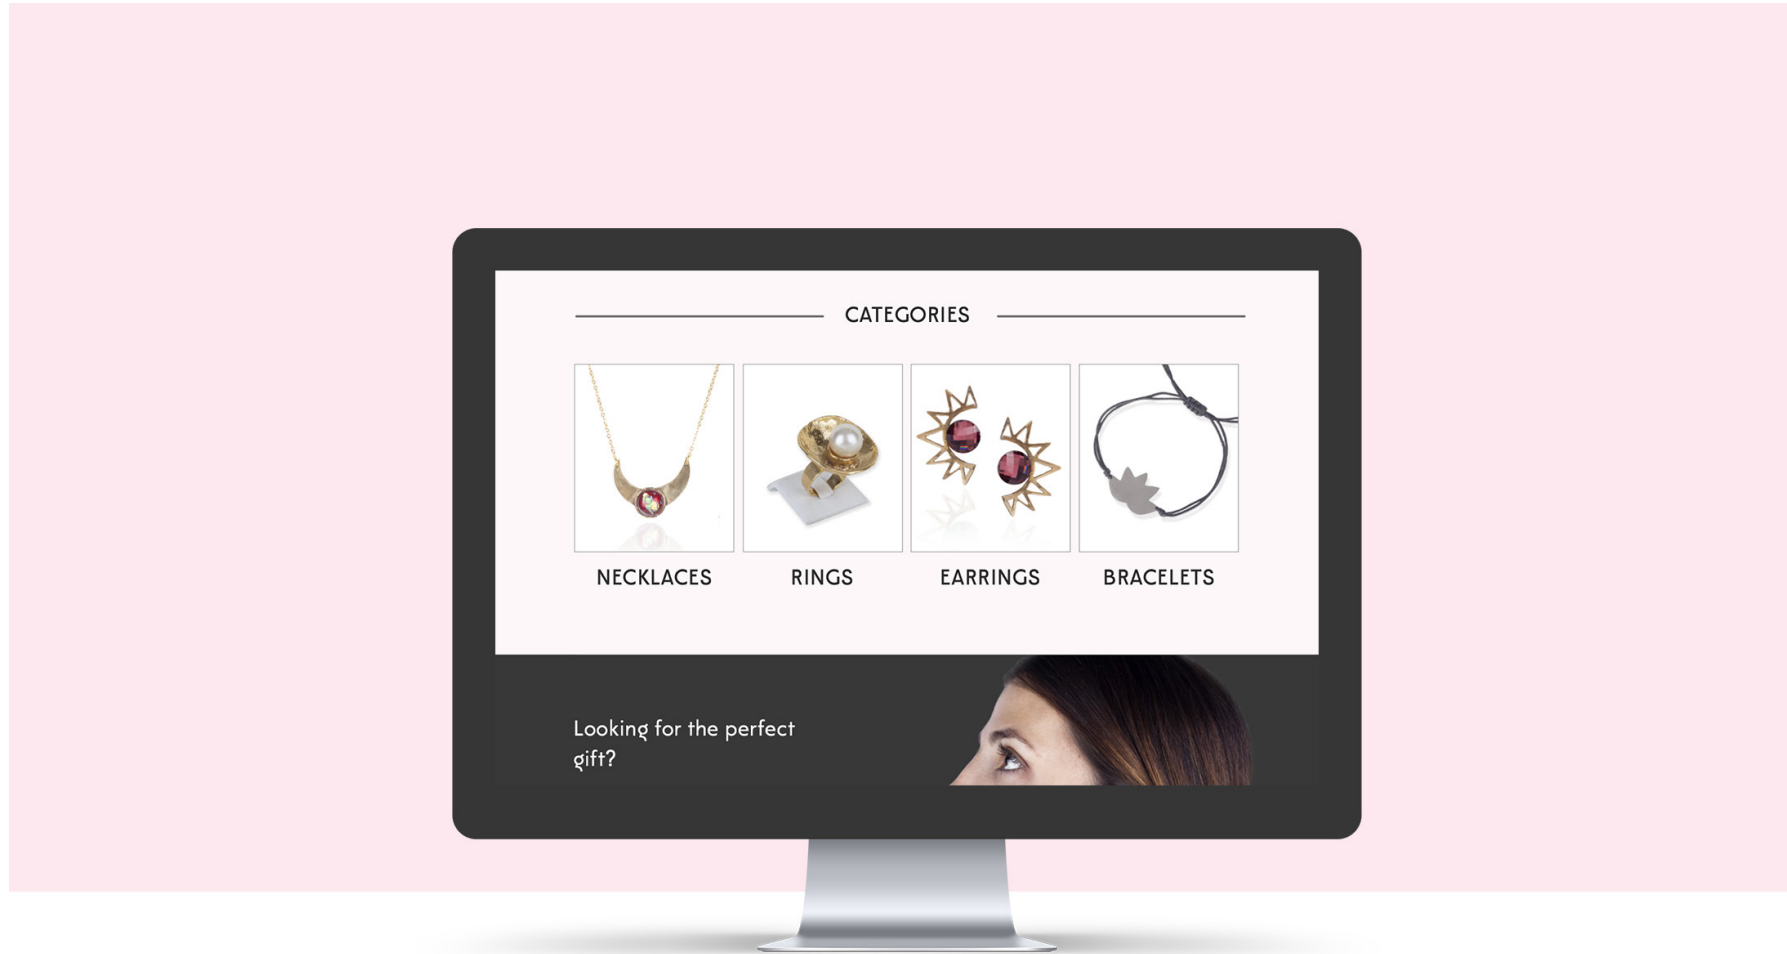 CATEGORIES
NECKLACES
RINGS
EARRINGS
BRACELETS
Looking for the perfect
gift?